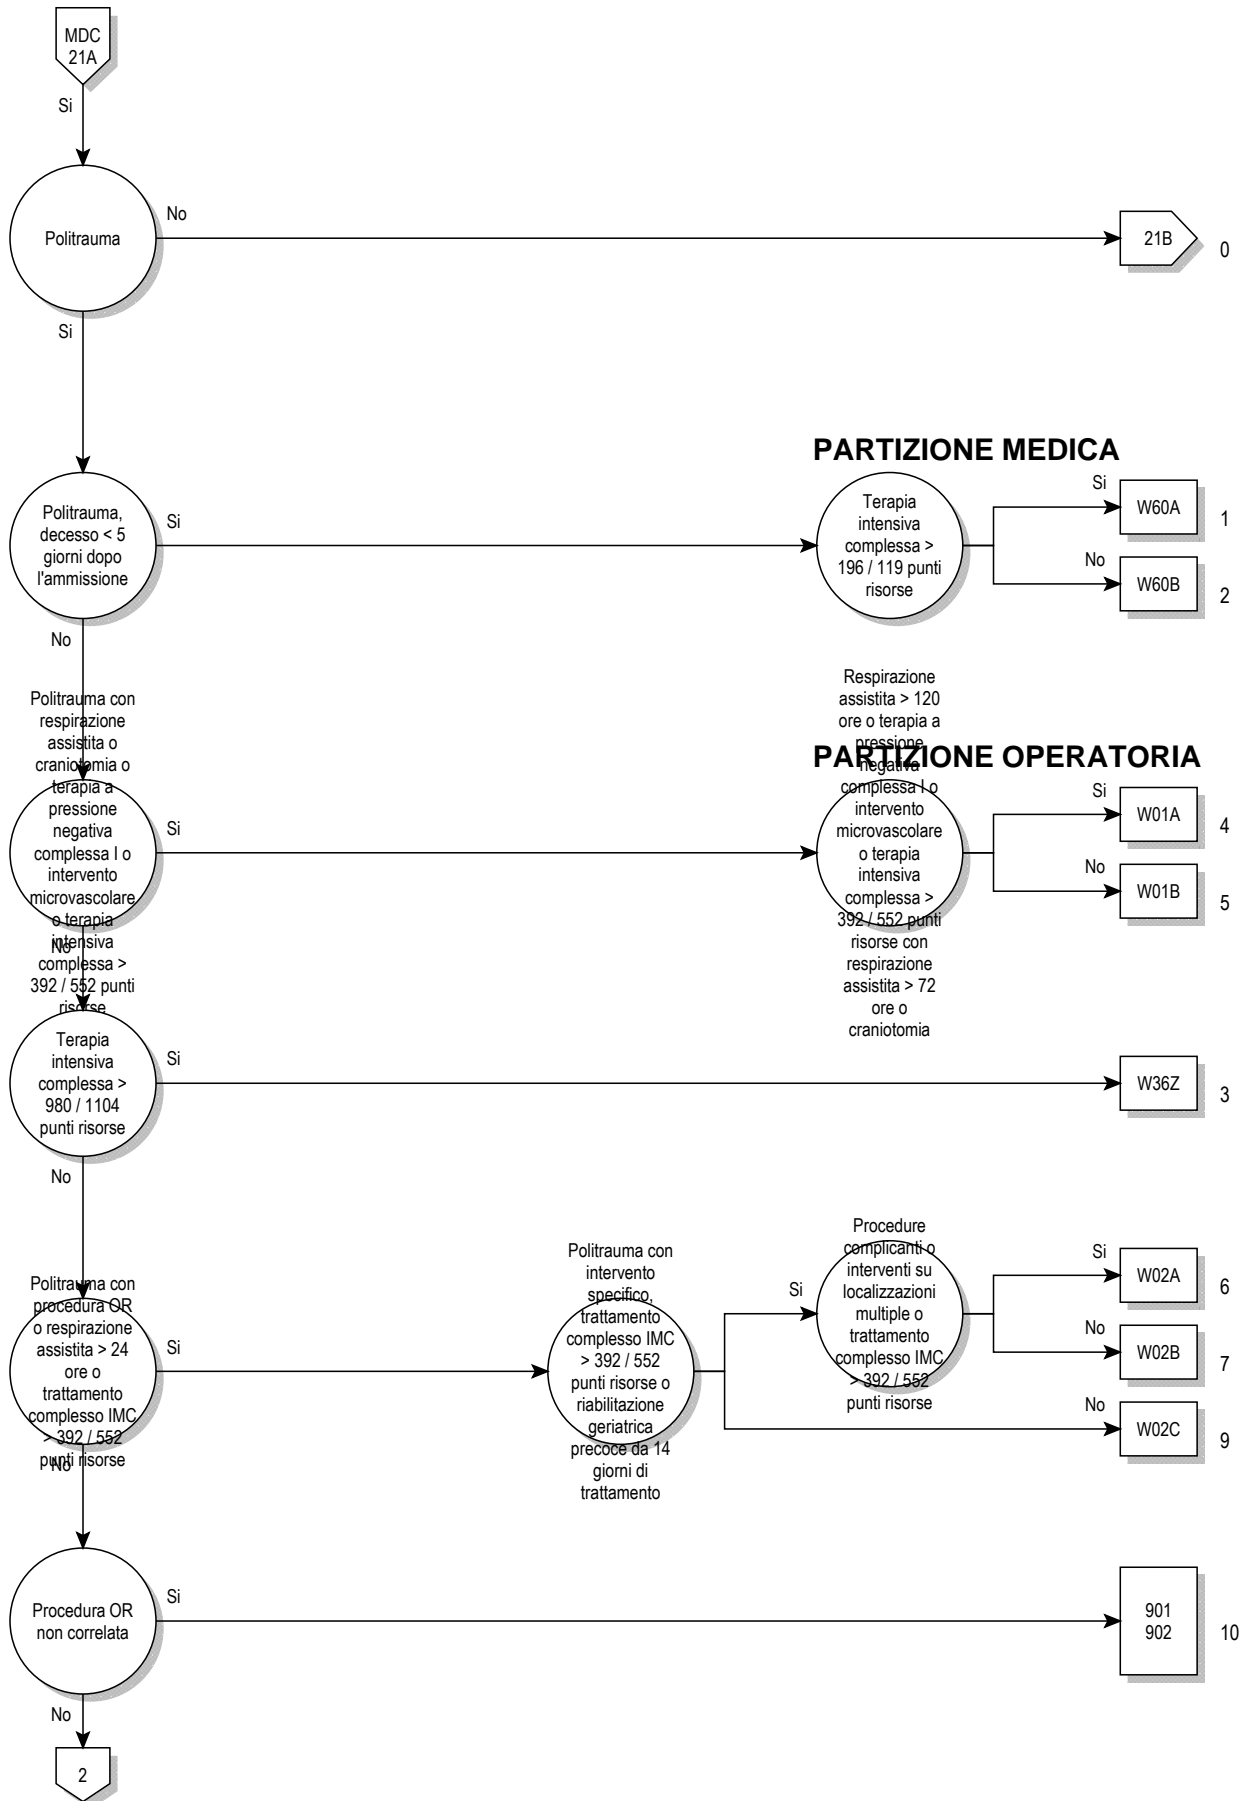 MDC
21A
Si
Politrauma
No
21B
0
Si
PARTIZIONE MEDICA
Politrauma,
decesso < 5
giorni dopo
l'ammissione
Si
Terapia
intensiva
complessa >
196 / 119 punti
risorse
Si
W60A
1
No
W60B
2
No
PARTIZIONE OPERATORIA
Politrauma con
respirazione
assistita o
craniotomia o
terapia a
pressione
negativa
complessa I o
intervento
microvascolare
o terapia
intensiva
complessa >
392 / 552 punti
risorse
Si
Respirazione
assistita > 120
ore o terapia a
pressione
negativa
complessa I o
intervento
microvascolare
o terapia
intensiva
complessa >
392 / 552 punti
risorse con
respirazione
assistita > 72
ore o
craniotomia
Si
W01A
4
No
W01B
5
No
Terapia
intensiva
complessa >
980 / 1104
punti risorse
Si
W36Z
3
No
Politrauma con
procedura OR
o respirazione
assistita > 24
ore o
trattamento
complesso IMC
> 392 / 552
punti risorse
Si
Politrauma con
intervento
specifico,
trattamento
complesso IMC
> 392 / 552
punti risorse o
riabilitazione
geriatrica
precoce da 14
giorni di
trattamento
Si
Procedure
complicanti o
interventi su
localizzazioni
multiple o
trattamento
complesso IMC
> 392 / 552
punti risorse
Si
W02A
6
No
W02B
7
No
W02C
9
No
Procedura OR
non correlata
Si
901
902
10
No
2